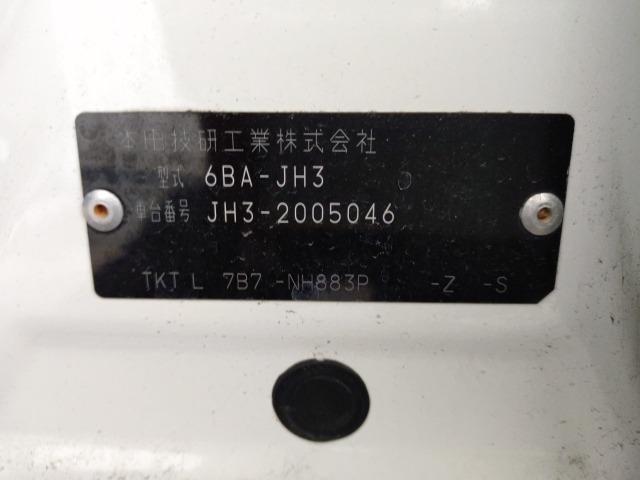 本田技研工業株式会社
型式 6BA-JH3
車台番号 JH3-2005046
TKT L 7B7 -NH883P -Z -S